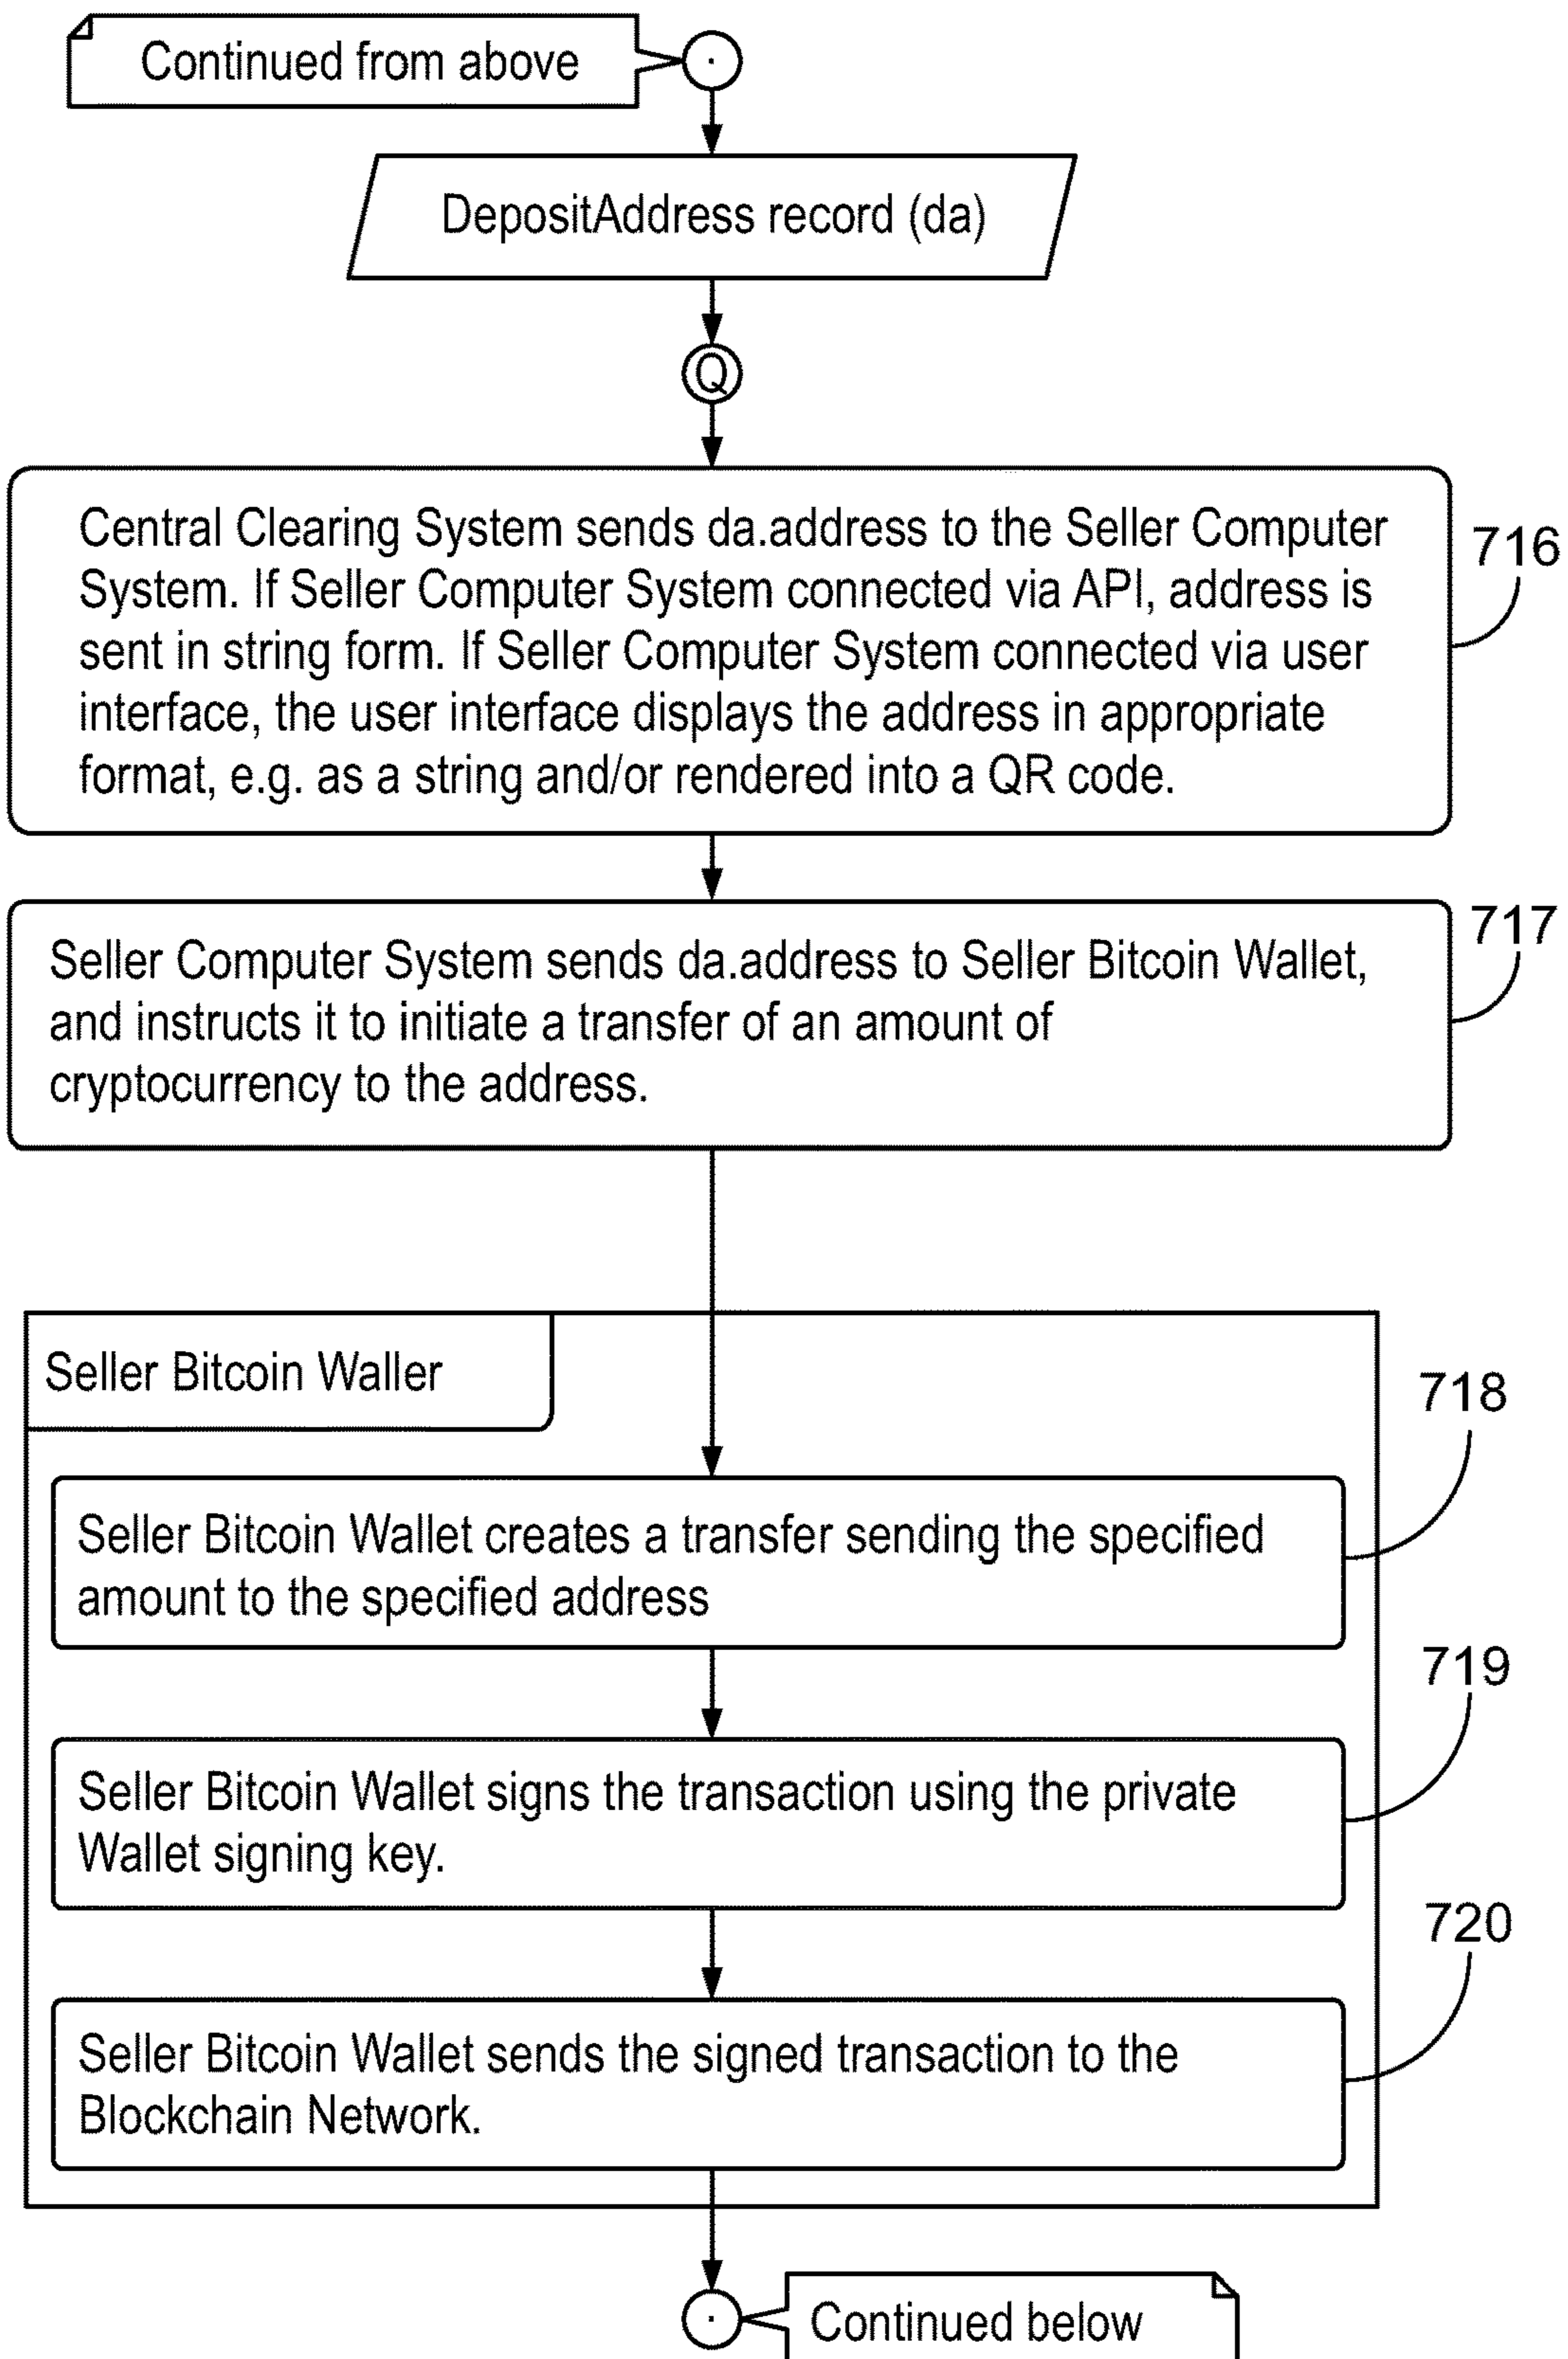 Continued from above
DepositAddress record (da)
Q
Central Clearing System sends da.address to the Seller Computer
System. If Seller Computer System connected via API, address is
sent in string form. If Seller Computer System connected via user
interface, the user interface displays the address in appropriate
format, e.g. as a string and/or rendered into a QR code.
716
Seller Computer System sends da.address to Seller Bitcoin Wallet,
and instructs it to initiate a transfer of an amount of
cryptocurrency to the address.
717
Seller Bitcoin Waller
718
Seller Bitcoin Wallet creates a transfer sending the specified
amount to the specified address
719
Seller Bitcoin Wallet signs the transaction using the private
Wallet signing key.
720
Seller Bitcoin Wallet sends the signed transaction to the
Blockchain Network.
Continued below